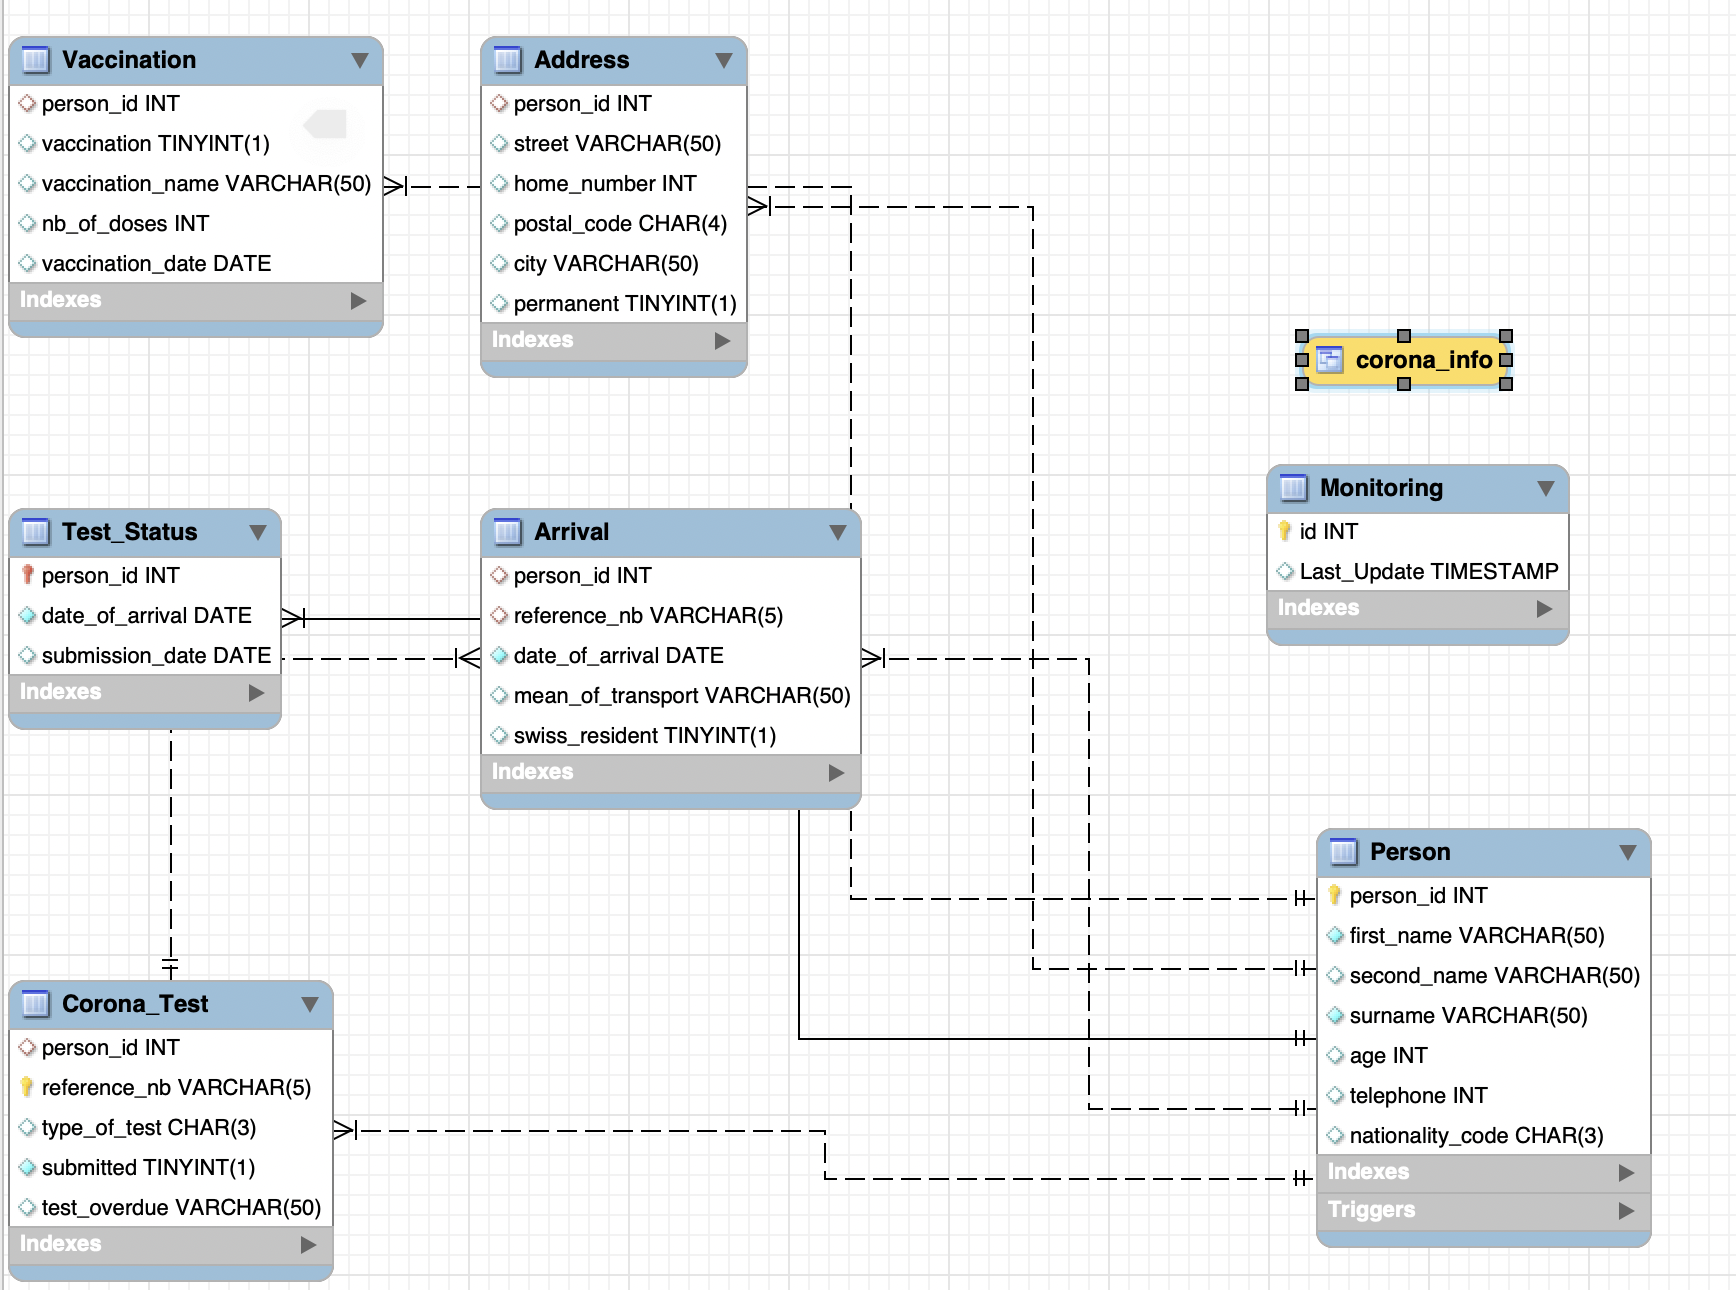 Vaccination
person_id INT
vaccination TINYINT(1)
vaccination_name VARCHAR(50)
nb_of_doses INT
vaccination_date DATE
Indexes
Address
person_id INT
street VARCHAR(50)
home_number INT
postal_code CHAR(4)
city VARCHAR(50)
permanent TINYINT(1)
Indexes
corona_info
Monitoring
id INT
Last_Update TIMESTAMP
Indexes
Test_Status
person_id INT
date_of_arrival DATE
submission_date DATE
Indexes
Arrival
person_id INT
reference_nb VARCHAR(5)
date_of_arrival DATE
mean_of_transport VARCHAR(50)
swiss_resident TINYINT(1)
Indexes
Person
person_id INT
first_name VARCHAR(50)
second_name VARCHAR(50)
surname VARCHAR(50)
age INT
telephone INT
nationality_code CHAR(3)
Indexes
Triggers
Corona_Test
person_id INT
reference_nb VARCHAR(5)
type_of_test CHAR(3)
submitted TINYINT(1)
test_overdue VARCHAR(50)
Indexes